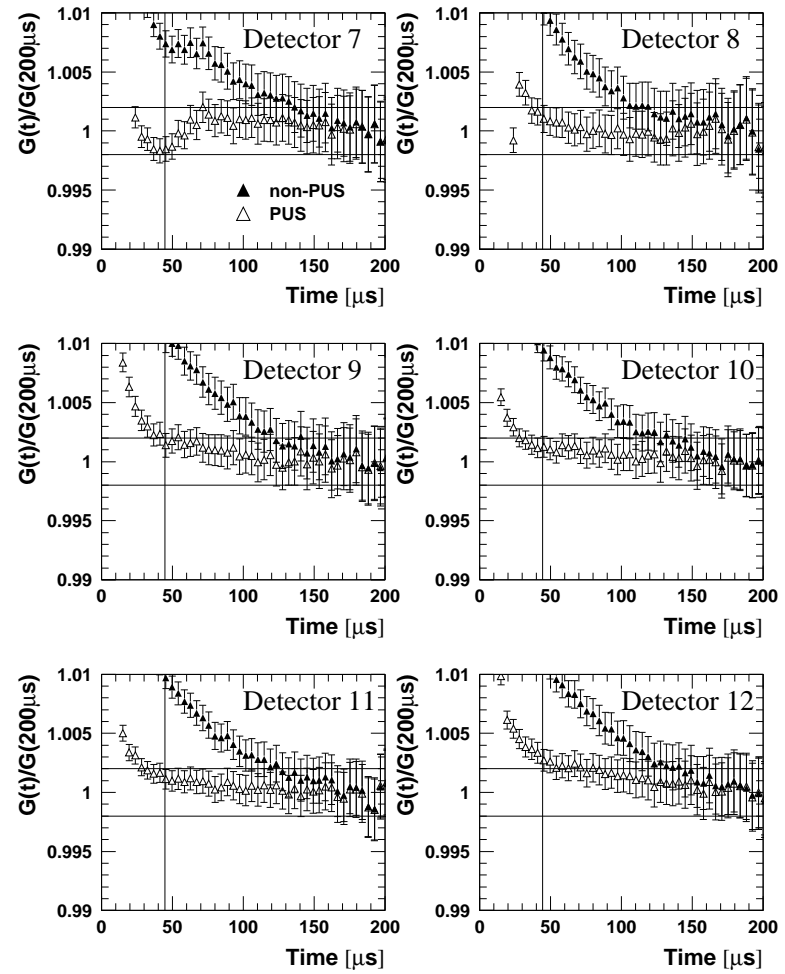 G(t)/G(200μs)
1.01
1.005
1
0.995
0.99
Detector 7
▲ non-PUS
△ PUS
0 50 100 150 200
Time [μs]
G(t)/G(200μs)
1.01
1.005
1
0.995
0.99
Detector 8
0 50 100 150 200
Time [μs]
G(t)/G(200μs)
1.01
1.005
1
0.995
0.99
Detector 9
0 50 100 150 200
Time [μs]
G(t)/G(200μs)
1.01
1.005
1
0.995
0.99
Detector 10
0 50 100 150 200
Time [μs]
G(t)/G(200μs)
1.01
1.005
1
0.995
0.99
Detector 11
0 50 100 150 200
Time [μs]
G(t)/G(200μs)
1.01
1.005
1
0.995
0.99
Detector 12
0 50 100 150 200
Time [μs]